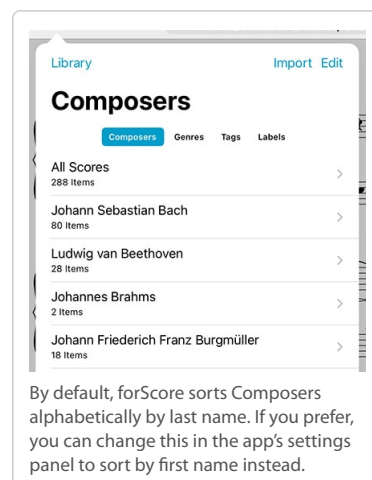 Library Import Edit
Composers
Composers Genres Tags Labels
All Scores
288 Items
Johann Sebastian Bach
80 Items
Ludwig van Beethoven
28 Items
Johannes Brahms
2 Items
Johann Friederich Franz Burgmüller
18 Items
By default, forScore sorts Composers
alphabetically by last name. If you prefer,
you can change this in the app’s settings
panel to sort by first name instead.